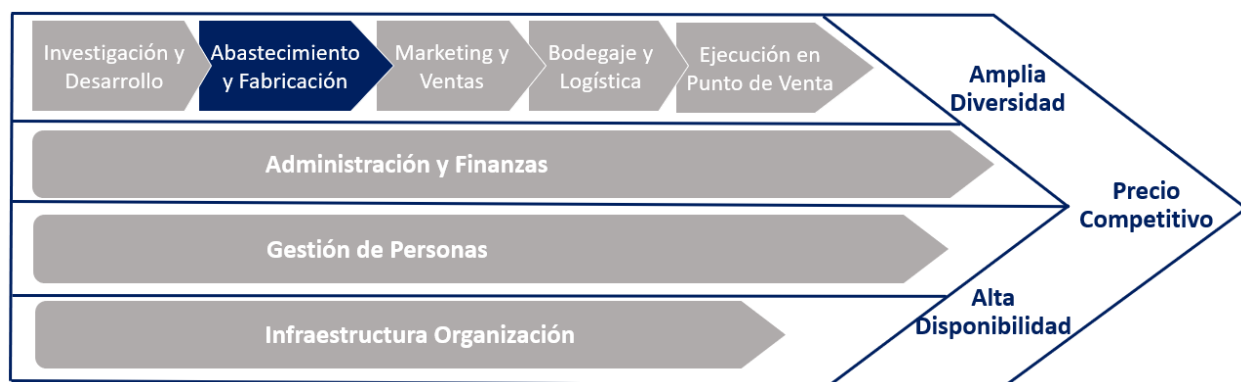 Investigación y
Desarrollo
Abastecimiento
y Fabricación
Marketing y
Ventas
Bodegaje y
Logística
Ejecución en
Punto de Venta
Amplia
Diversidad
Administración y Finanzas
Precio
Competitivo
Gestión de Personas
Alta
Disponibilidad
Infraestructura Organización